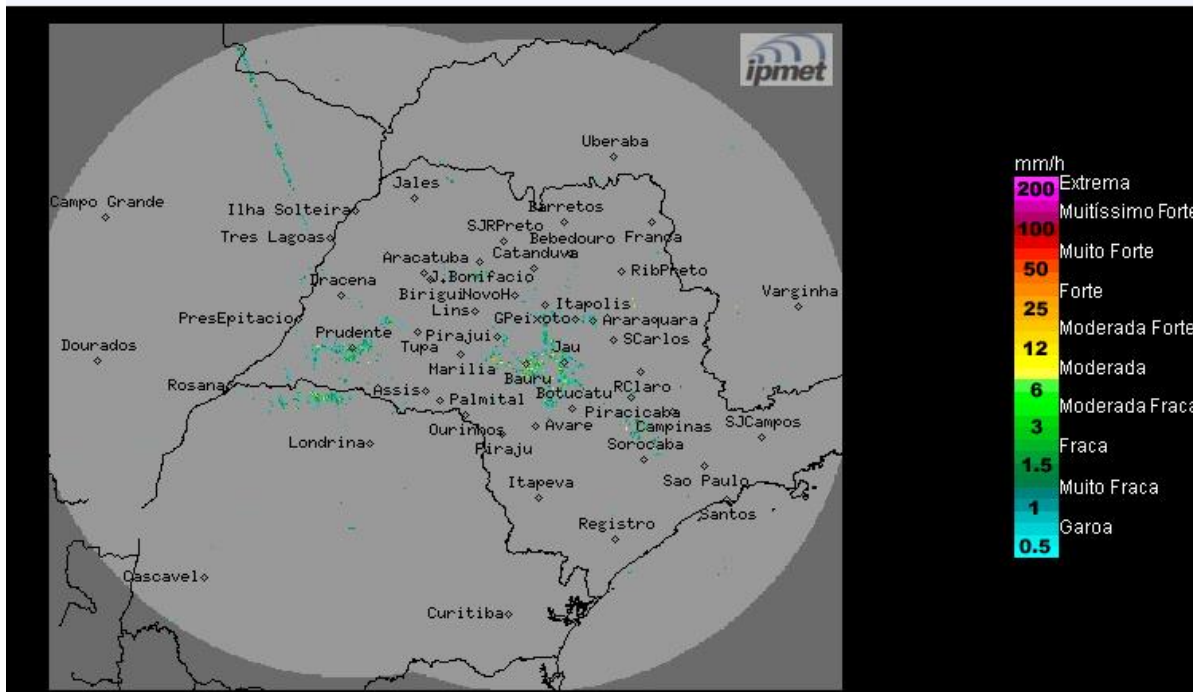 ipmet
Uberaba
Jales
Campo Grande
Ilha Solteira
Barretos
SJRPreto
Tres Lagoas
Bebedouro
Franca
Catanduva
Aracatuba
J.Bonifacio
RibPreto
Dracena
Birigui
NovoH
Itapolis
Varginha
Lins
PresEpitacio
GPeixoto
Araraquara
Prudente
Pirajui
SCarlos
Dourados
Tupa
Jau
Marilia
Bauru
Rosana
Assis
Botucatu
RClaro
Palmital
Piracicaba
Ourinhos
Avare
Campinas
SJCampos
Londrina
Piraju
Sorocaba
Itapeva
Sao Paulo
Registro
Santos
Cascavel
Curitiba
mm/h
200 Extrema
Muitíssimo Forte
100
Muito Forte
50
Forte
25
Moderada Forte
12
Moderada
6
Moderada Fraca
3
Fraca
1.5
Muito Fraca
1
Garoa
0.5